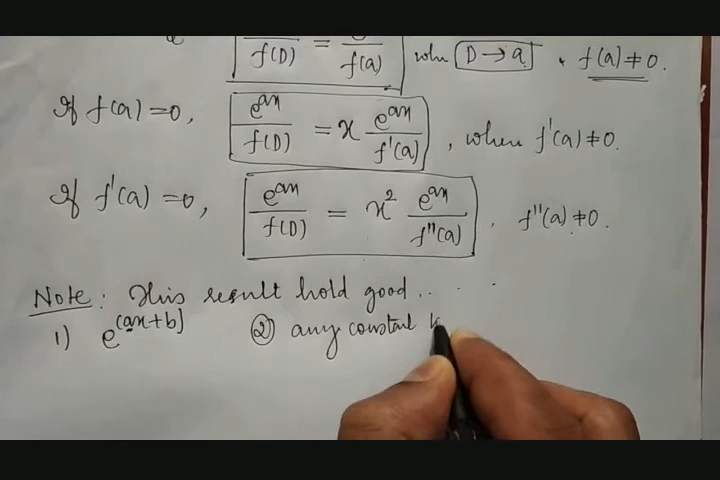 f(D) = f(a) when D → a, f(a) ≠ 0.
If f(a) = 0, e^ax / f(D) = x e^ax / f'(a), when f'(a) ≠ 0.
If f'(a) = 0, e^ax / f(D) = x² e^ax / f''(a), f''(a) ≠ 0.
Note: This result hold good .. . .
1) e^(ax+b) ② any constant k